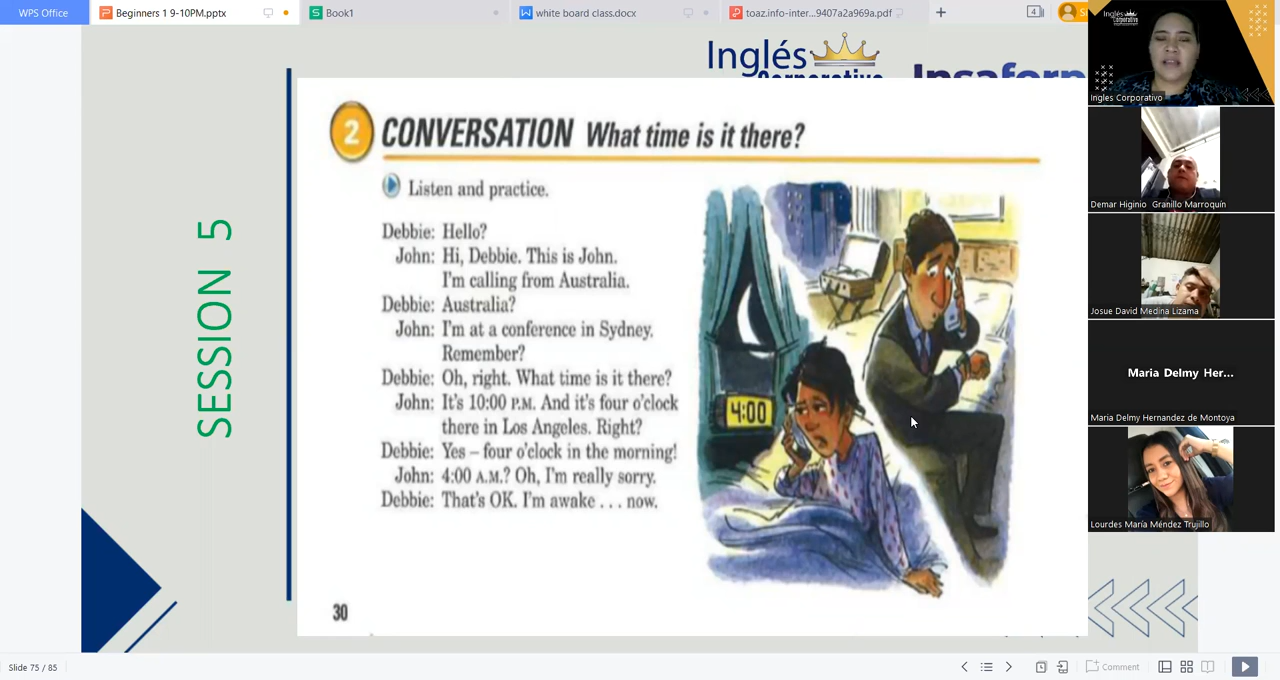 WPS Office
Beginners 1 9-10PM.pptx
Book1
white board class.docx
toaz.info-inter...9407a2a969a.pdf
4
Inglés
Corporativo
Insaforp
SESSION 5
2 CONVERSATION What time is it there?
Listen and practice.
Debbie: Hello?
John: Hi, Debbie. This is John.
I'm calling from Australia.
Debbie: Australia?
John: I'm at a conference in Sydney.
Remember?
Debbie: Oh, right. What time is it there?
John: It's 10:00 P.M. And it's four o'clock
there in Los Angeles. Right?
Debbie: Yes – four o'clock in the morning!
John: 4:00 A.M.? Oh, I'm really sorry.
Debbie: That's OK. I'm awake . . . now.
4:00
30
Inglés
Corporativo
Ingles Corporativo
Demar Higinio Granillo Marroquín
Josue David Medina Lizama
Maria Delmy Her...
Maria Delmy Hernandez de Montoya
Lourdes María Méndez Trujillo
Slide 75 / 85
Comment